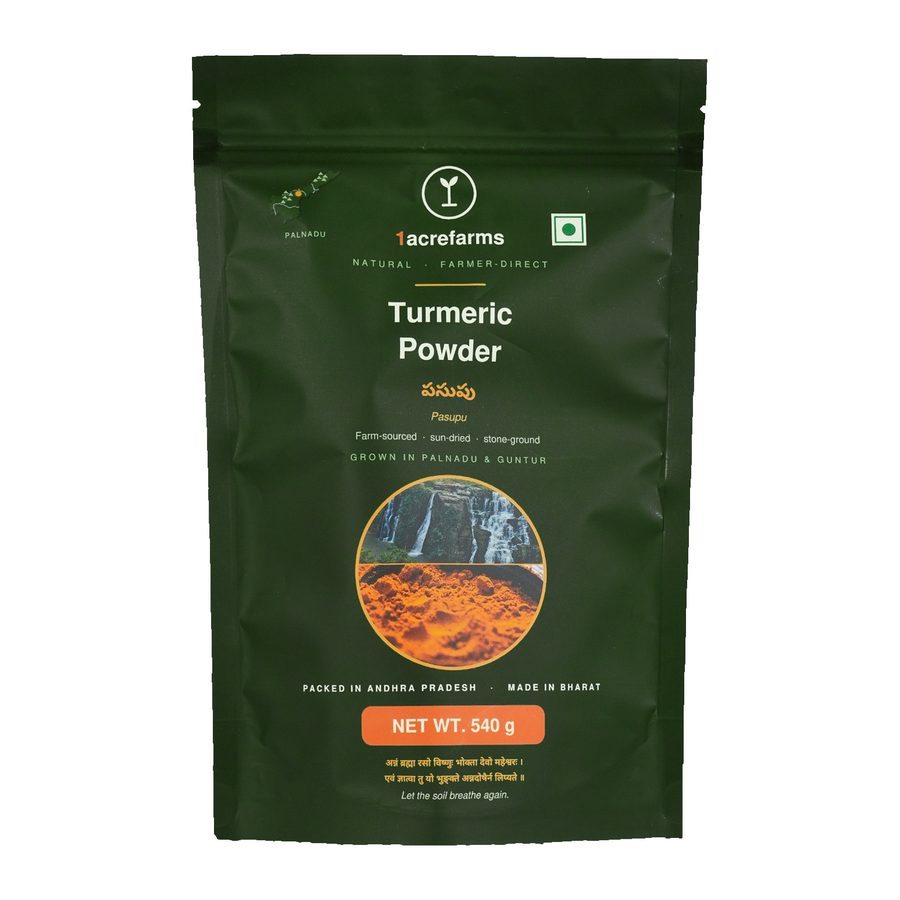 PALNADU
1acrefarms
NATURAL · FARMER-DIRECT
Turmeric
Powder
పసుపు
Pasupu
Farm-sourced · sun-dried · stone-ground
GROWN IN PALNADU & GUNTUR
PACKED IN ANDHRA PRADESH · MADE IN BHARAT
NET WT. 540 g
अन्नं ब्रह्मा रसो विष्णुः भोक्ता देवो महेश्वरः ।
एवं ज्ञात्वा तु यो भुङ्क्ते अन्नदोषैर्न लिप्यते ॥
Let the soil breathe again.